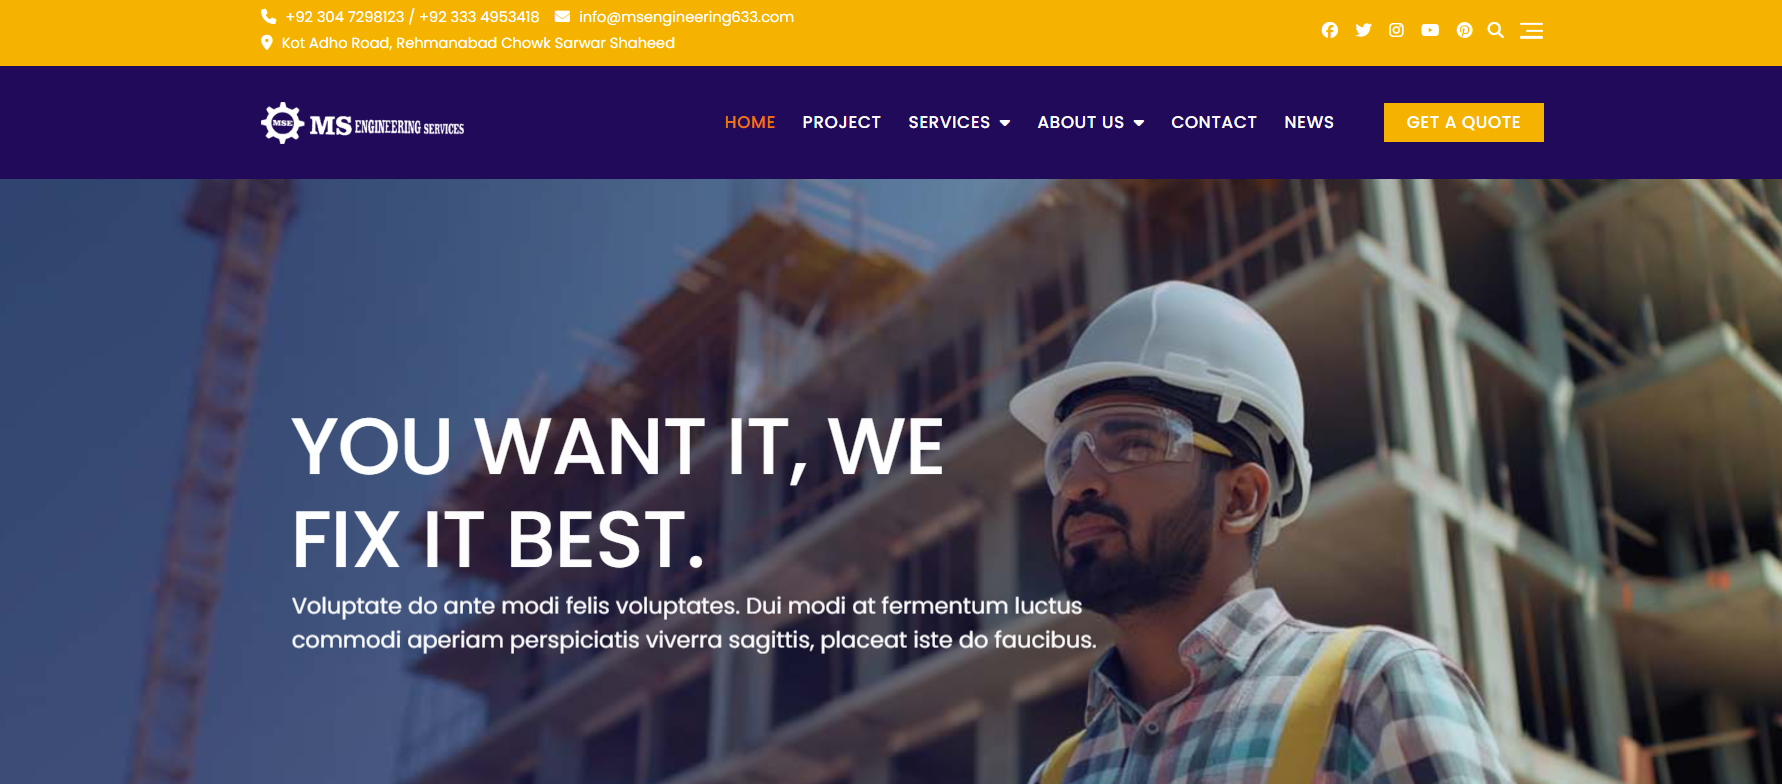 +92 304 7298123 / +92 333 4953418 info@msengineering633.com
Kot Adho Road, Rehmanabad Chowk Sarwar Shaheed
MSE MS ENGINEERING SERVICES
HOME PROJECT SERVICES ABOUT US CONTACT NEWS GET A QUOTE
YOU WANT IT, WE
FIX IT BEST.
Voluptate do ante modi felis voluptates. Dui modi at fermentum luctus
commodi aperiam perspiciatis viverra sagittis, placeat iste do faucibus.